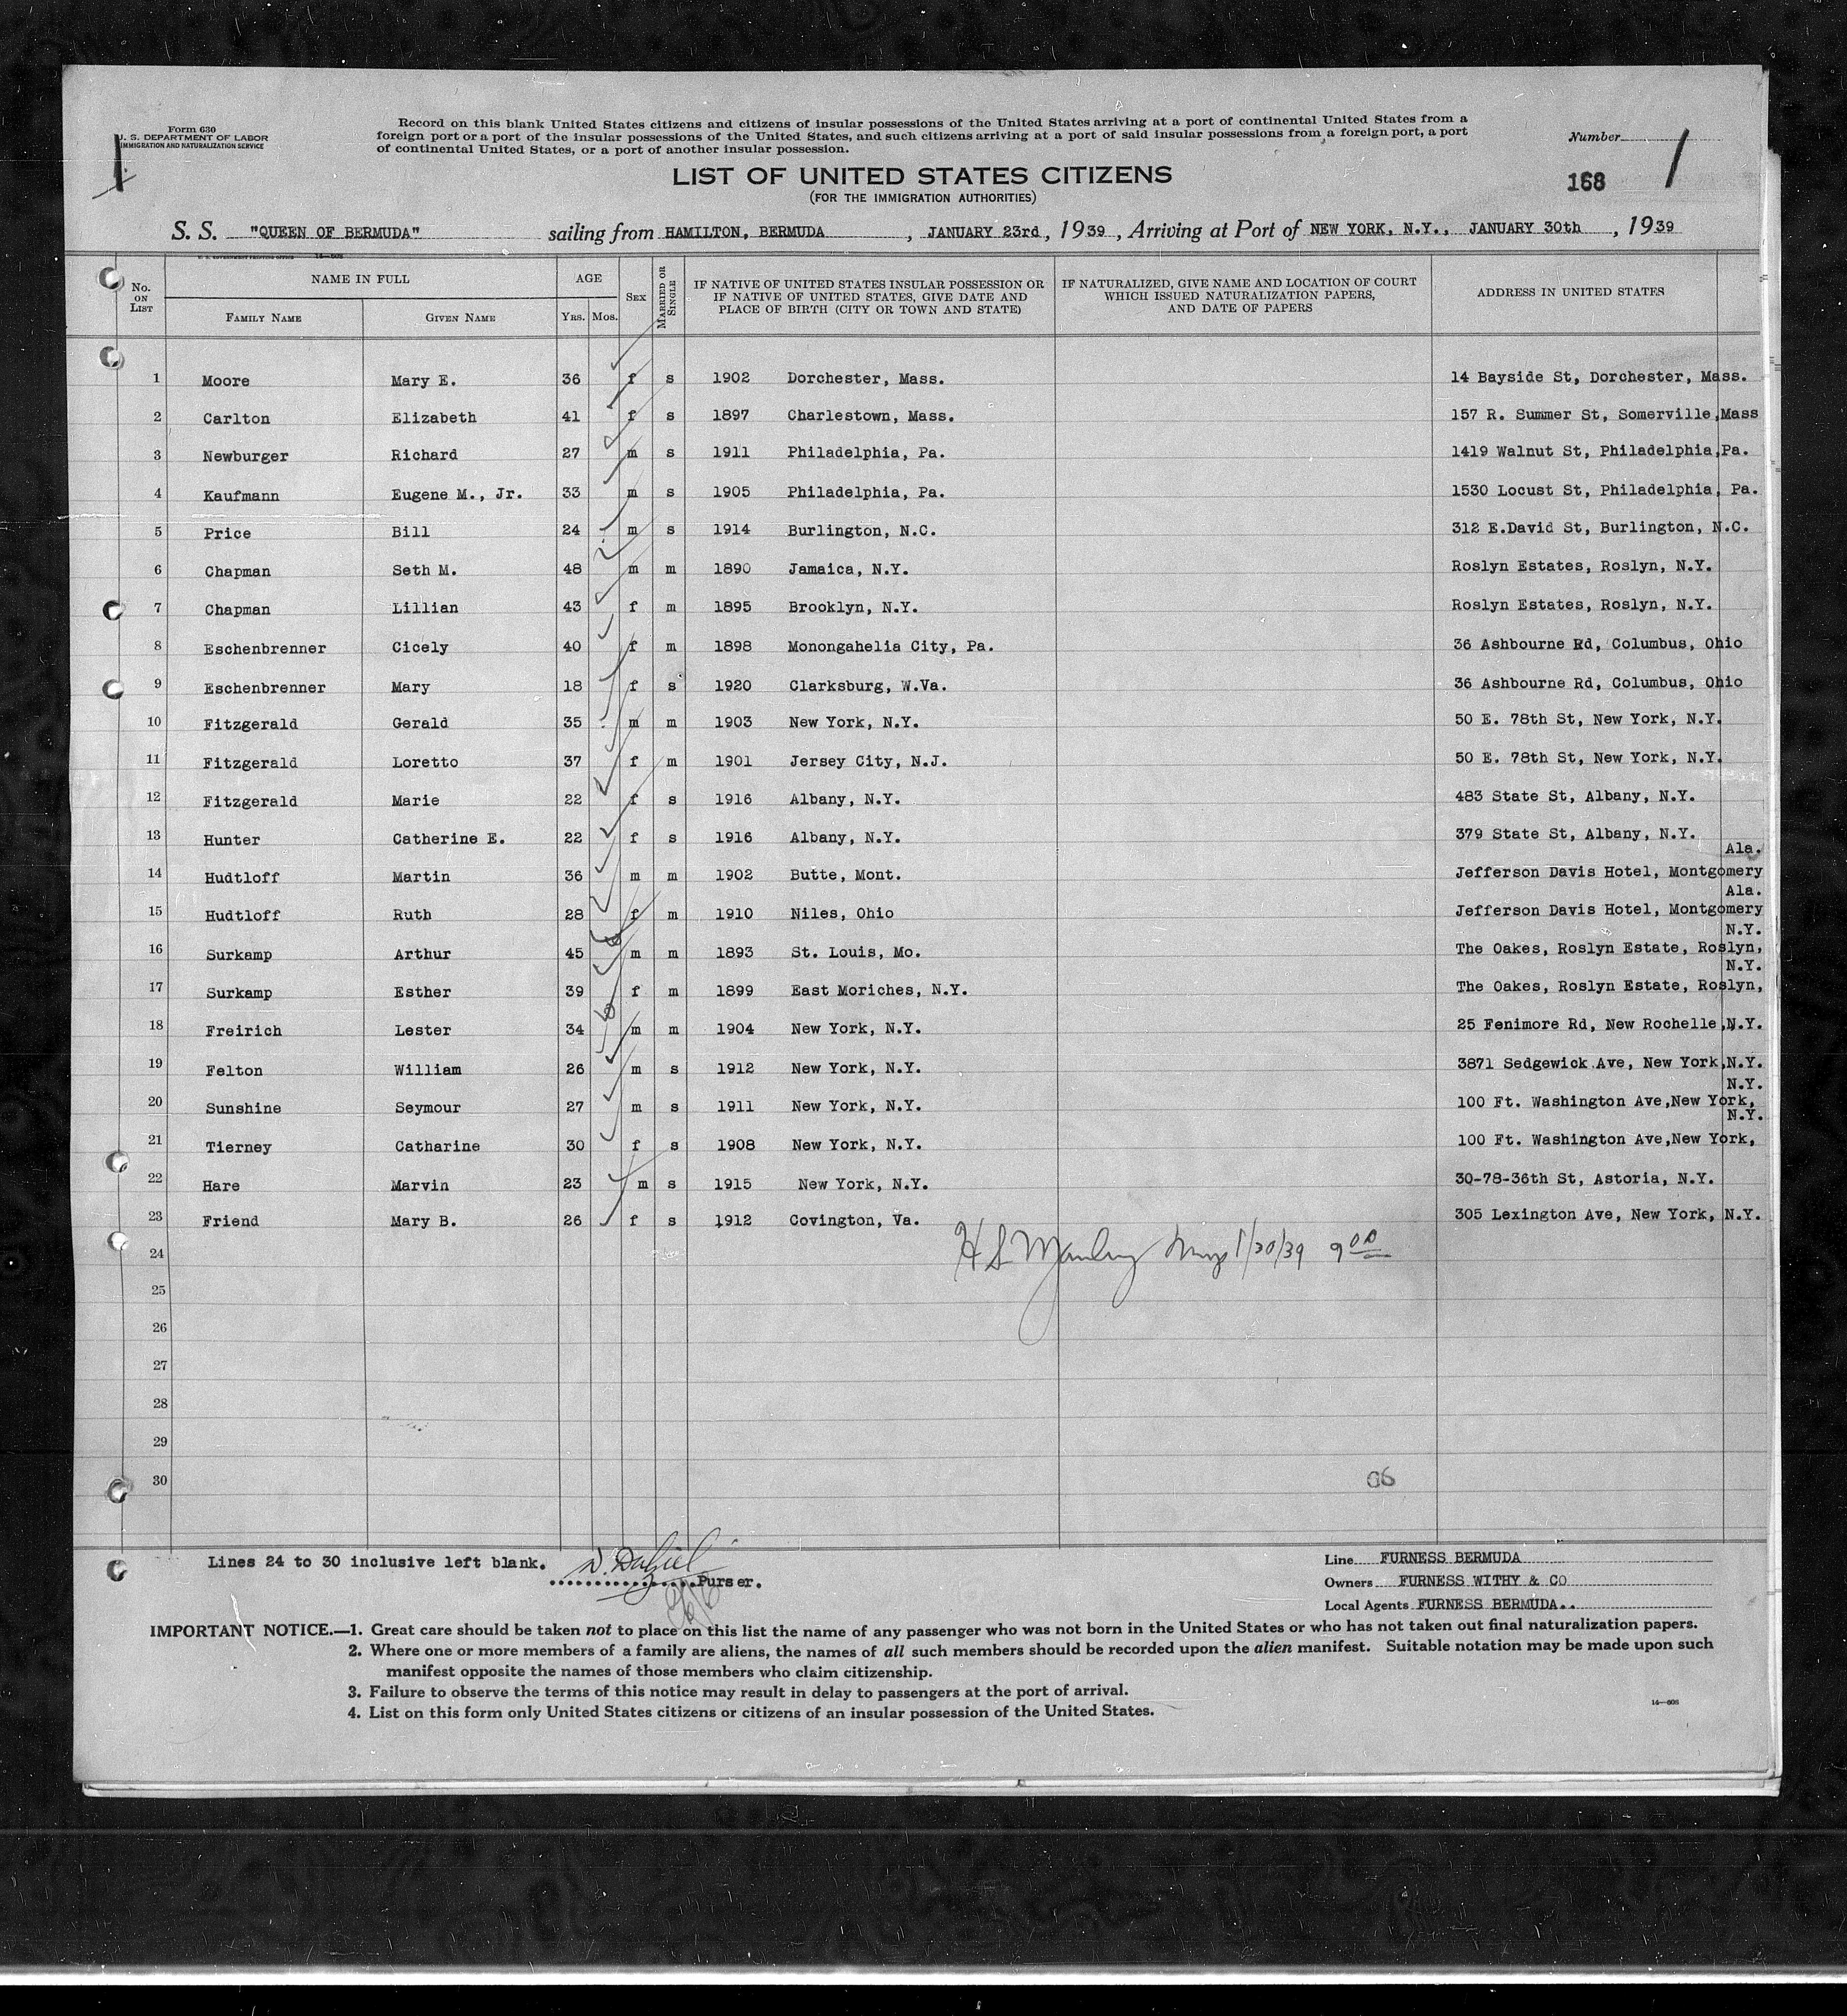 Form 630
U. S. DEPARTMENT OF LABOR
IMMIGRATION AND NATURALIZATION SERVICE
Record on this blank United States citizens and citizens of insular possessions of the United States arriving at a port of continental United States from a
foreign port or a port of the insular possessions of the United States, and such citizens arriving at a port of said insular possessions from a foreign port, a port
of continental United States, or a port of another insular possession.
Number
168
LIST OF UNITED STATES CITIZENS
(FOR THE IMMIGRATION AUTHORITIES)
S. S. "QUEEN OF BERMUDA" sailing from HAMILTON, BERMUDA, JANUARY 23rd, 1939, Arriving at Port of NEW YORK, N.Y., JANUARY 30th, 1939
No. ON LIST NAME IN FULL FAMILY NAME GIVEN NAME AGE YRS. MOS. SEX MARRIED OR SINGLE IF NATIVE OF UNITED STATES INSULAR POSSESSION OR IF NATIVE OF UNITED STATES, GIVE DATE AND PLACE OF BIRTH (CITY OR TOWN AND STATE) IF NATURALIZED, GIVE NAME AND LOCATION OF COURT WHICH ISSUED NATURALIZATION PAPERS, AND DATE OF PAPERS ADDRESS IN UNITED STATES
1 Moore Mary E. 36 f s 1902 Dorchester, Mass. 14 Bayside St, Dorchester, Mass.
2 Carlton Elizabeth 41 f s 1897 Charlestown, Mass. 157 R. Summer St, Somerville, Mass
3 Newburger Richard 27 m s 1911 Philadelphia, Pa. 1419 Walnut St, Philadelphia, Pa.
4 Kaufmann Eugene M., Jr. 33 m s 1905 Philadelphia, Pa. 1530 Locust St, Philadelphia, Pa.
5 Price Bill 24 m s 1914 Burlington, N.C. 312 E.David St, Burlington, N.C.
6 Chapman Seth M. 48 m m 1890 Jamaica, N.Y. Roslyn Estates, Roslyn, N.Y.
7 Chapman Lillian 43 f m 1895 Brooklyn, N.Y. Roslyn Estates, Roslyn, N.Y.
8 Eschenbrenner Cicely 40 f m 1898 Monongahelia City, Pa. 36 Ashbourne Rd, Columbus, Ohio
9 Eschenbrenner Mary 18 f s 1920 Clarksburg, W.Va. 36 Ashbourne Rd, Columbus, Ohio
10 Fitzgerald Gerald 35 m m 1903 New York, N.Y. 50 E. 78th St, New York, N.Y.
11 Fitzgerald Loretto 37 f m 1901 Jersey City, N.J. 50 E. 78th St, New York, N.Y.
12 Fitzgerald Marie 22 f s 1916 Albany, N.Y. 483 State St, Albany, N.Y.
13 Hunter Catherine E. 22 f s 1916 Albany, N.Y. 379 State St, Albany, N.Y.
14 Hudtloff Martin 36 m m 1902 Butte, Mont. Jefferson Davis Hotel, Montgomery Ala.
15 Hudtloff Ruth 28 f m 1910 Niles, Ohio Jefferson Davis Hotel, Montgomery Ala.
16 Surkamp Arthur 45 m m 1893 St. Louis, Mo. The Oakes, Roslyn Estate, Roslyn, N.Y.
17 Surkamp Esther 39 f m 1899 East Moriches, N.Y. The Oakes, Roslyn Estate, Roslyn, N.Y.
18 Freirich Lester 34 m m 1904 New York, N.Y. 25 Fenimore Rd, New Rochelle, N.Y.
19 Felton William 26 m s 1912 New York, N.Y. 3871 Sedgewick Ave, New York, N.Y.
20 Sunshine Seymour 27 m s 1911 New York, N.Y. 100 Ft. Washington Ave, New York, N.Y.
21 Tierney Catharine 30 f s 1908 New York, N.Y. 100 Ft. Washington Ave, New York, N.Y.
22 Hare Marvin 23 m s 1915 New York, N.Y. 30-78-36th St, Astoria, N.Y.
23 Friend Mary B. 26 f s 1912 Covington, Va. 305 Lexington Ave, New York, N.Y.
24
25
26
27
28
29
30
Lines 24 to 30 inclusive left blank. Purser.
Line FURNESS BERMUDA
Owners FURNESS WITHY & CO
Local Agents FURNESS BERMUDA..
IMPORTANT NOTICE.—1. Great care should be taken not to place on this list the name of any passenger who was not born in the United States or who has not taken out final naturalization papers.
2. Where one or more members of a family are aliens, the names of all such members should be recorded upon the alien manifest. Suitable notation may be made upon such
manifest opposite the names of those members who claim citizenship.
3. Failure to observe the terms of this notice may result in delay to passengers at the port of arrival.
4. List on this form only United States citizens or citizens of an insular possession of the United States.
14—608